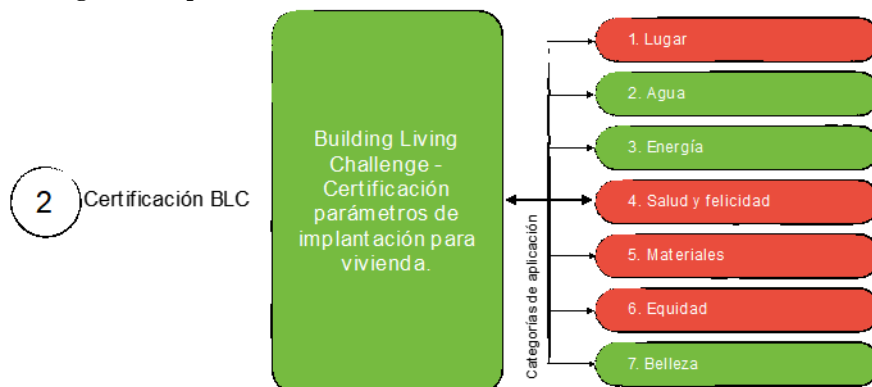 2
Certificación BLC
Building Living
Challenge -
Certificación
parámetros de
implantación para
vivienda.
Categorías de aplicación
1. Lugar
2. Agua
3. Energía
4. Salud y felicidad
5. Materiales
6. Equidad
7. Belleza